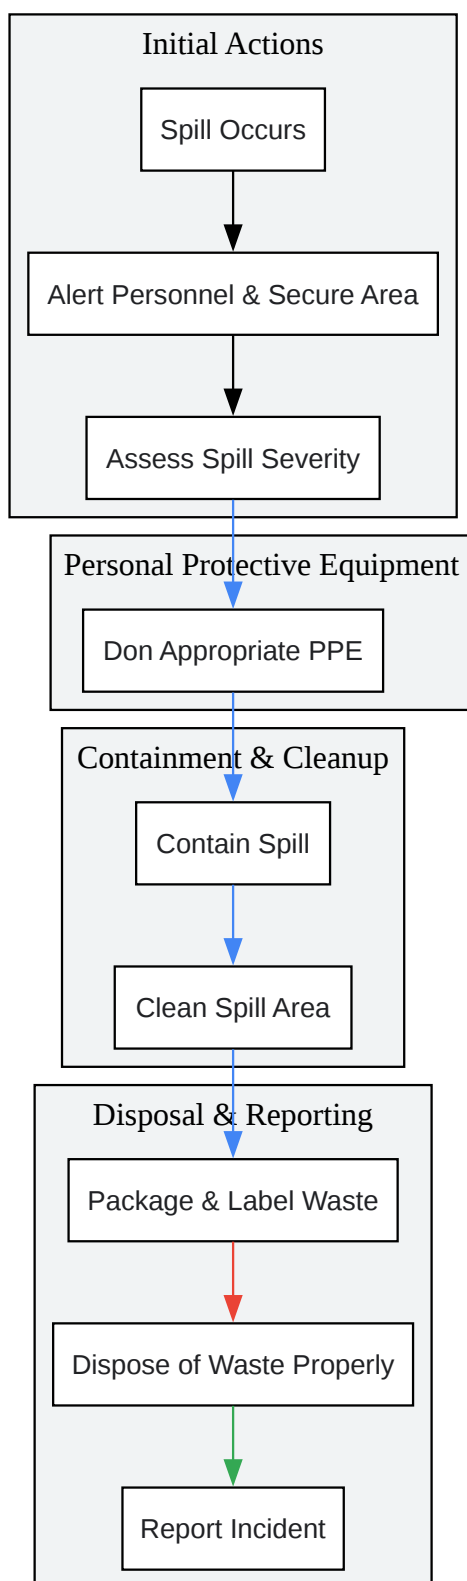 Initial Actions
Spill Occurs
Alert Personnel & Secure Area
Assess Spill Severity
Personal Protective Equipment
Don Appropriate PPE
Containment & Cleanup
Contain Spill
Clean Spill Area
Disposal & Reporting
Package & Label Waste
Dispose of Waste Properly
Report Incident